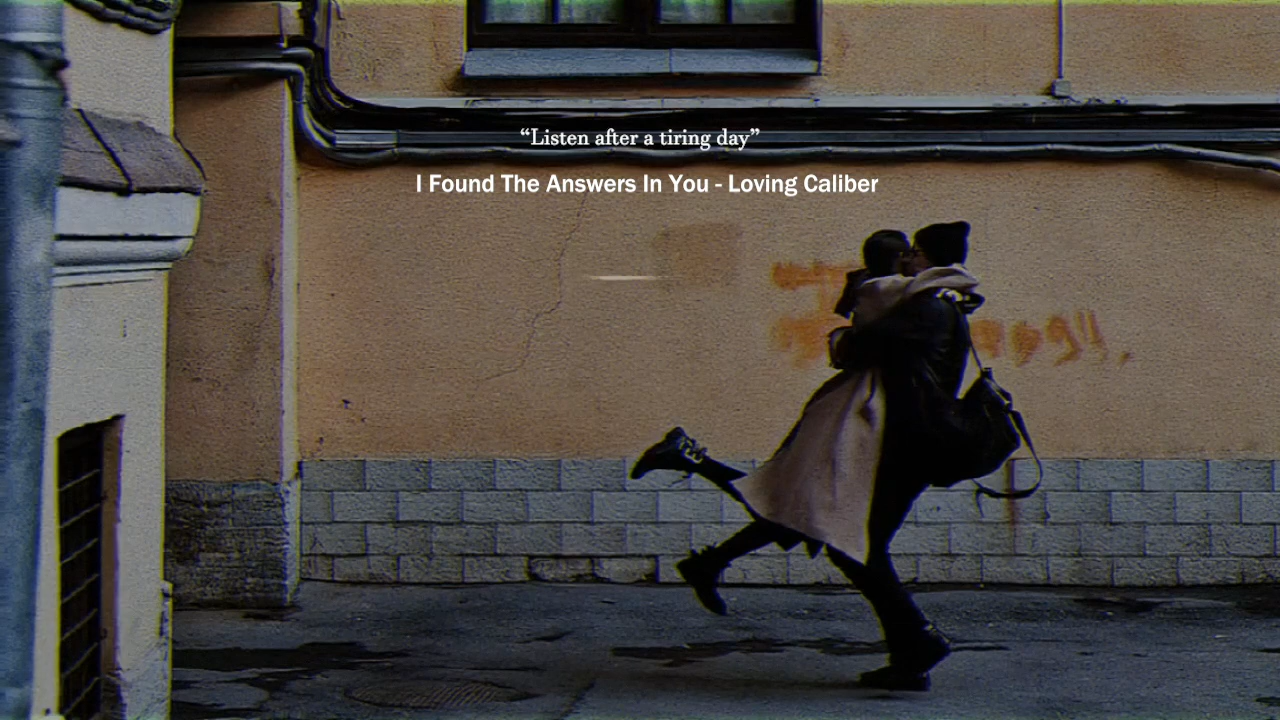 “Listen after a tiring day”
I Found The Answers In You - Loving Caliber